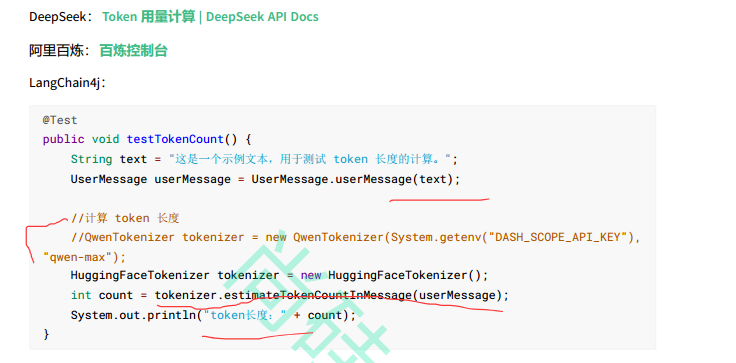 DeepSeek： Token 用量计算 | DeepSeek API Docs
阿里百炼： 百炼控制台
LangChain4j：
@Test
public void testTokenCount() {
String text = "这是一个示例文本，用于测试 token 长度的计算。";
UserMessage userMessage = UserMessage.userMessage(text);
//计算 token 长度
//QwenTokenizer tokenizer = new QwenTokenizer(System.getenv("DASH_SCOPE_API_KEY"),
"qwen-max");
HuggingFaceTokenizer tokenizer = new HuggingFaceTokenizer();
int count = tokenizer.estimateTokenCountInMessage(userMessage);
System.out.println("token长度：" + count);
}
尚硅